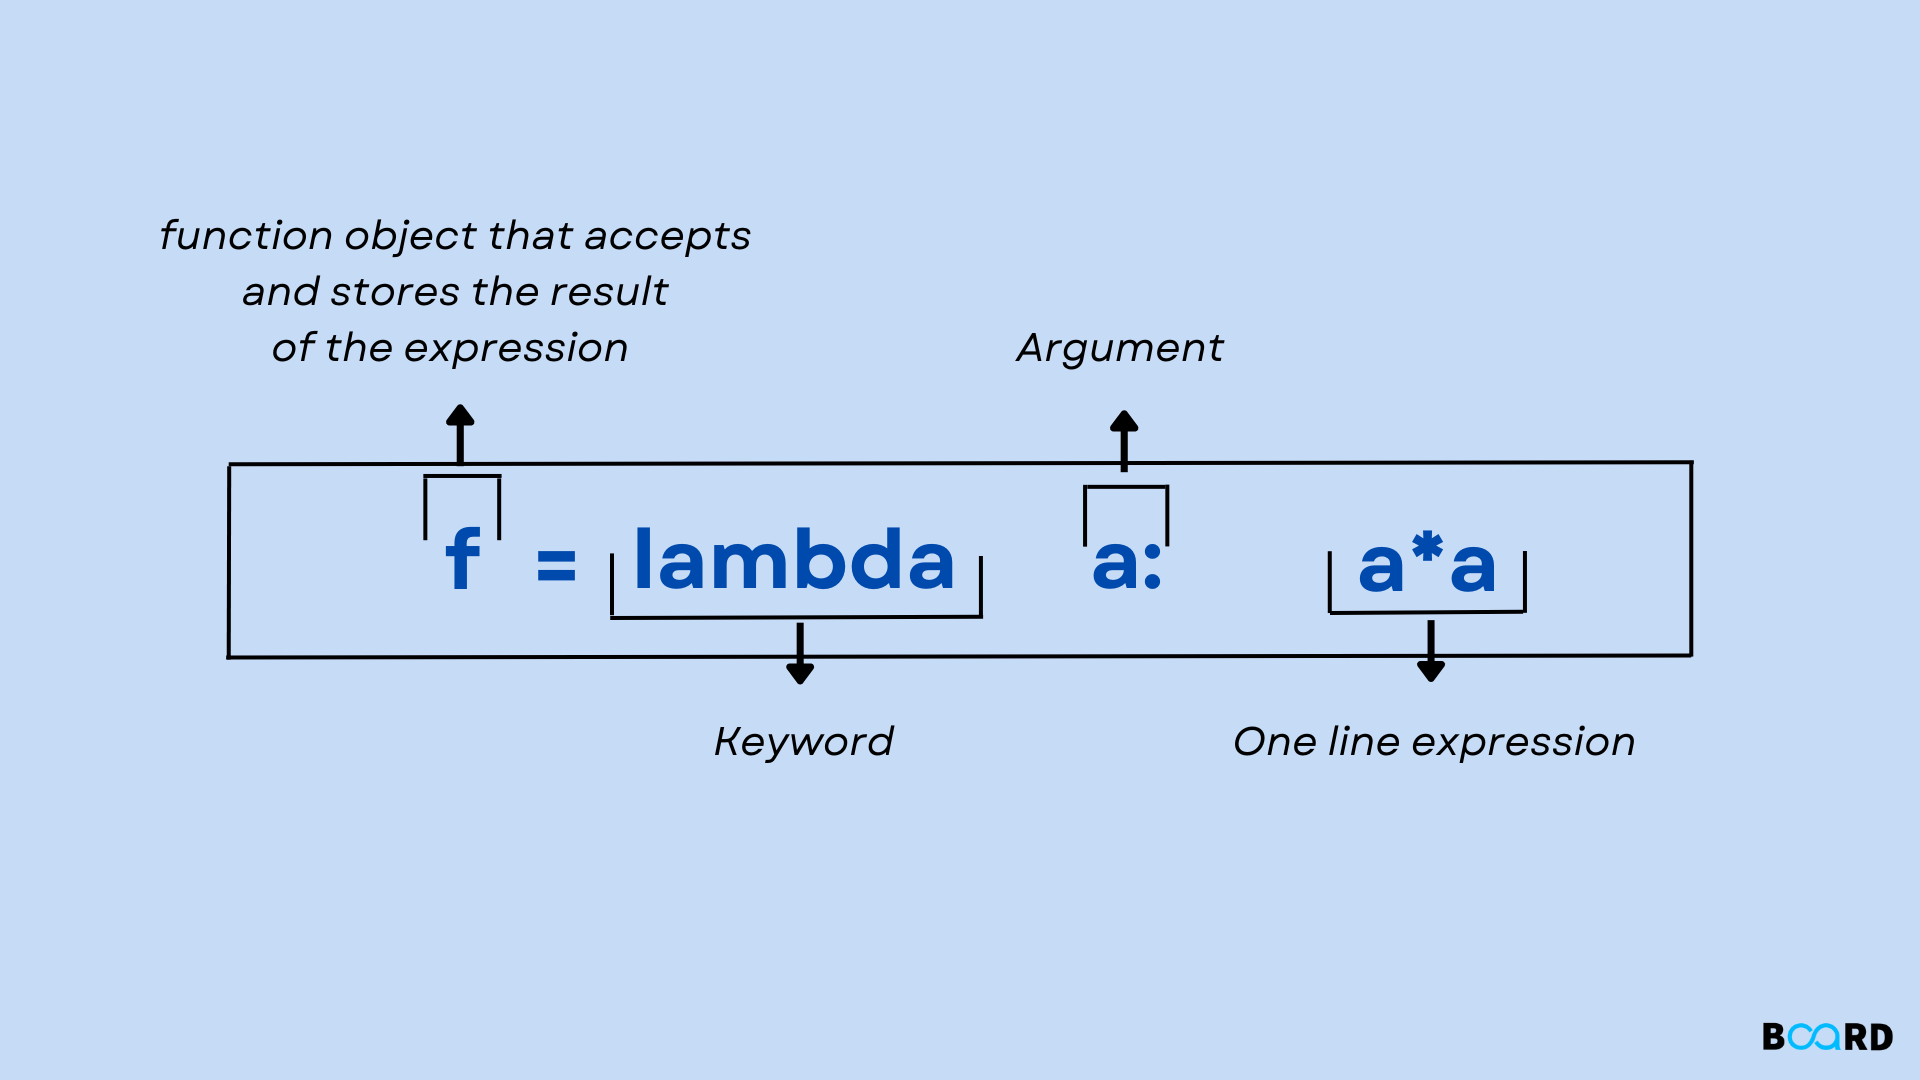 function object that accepts
and stores the result
of the expression
Argument
f = lambda a: a*a
Keyword
One line expression
BOARD